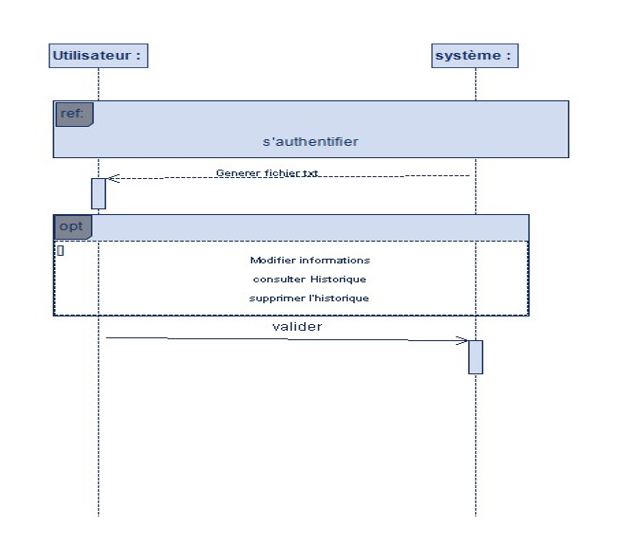 Utilisateur :
système :
ref:
s'authentifier
Generer fichier txt
opt
[]
Modifier informations
consulter Historique
supprimer l'historique
valider